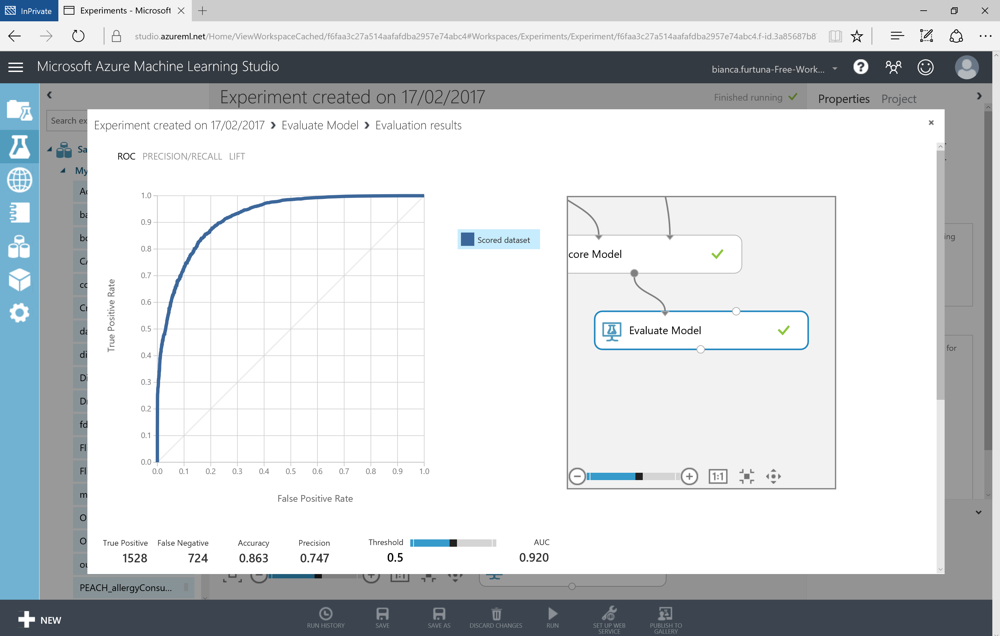 InPrivate
Experiments - Microsoft
studio.azureml.net/Home/ViewWorkspaceCached/f6faa3c27a514aafafdba2957e74abc4#Workspaces/Experiments/Experiment/f6faa3c27a514aafafdba2957e74abc4.f-id.3a85687b8
Microsoft Azure Machine Learning Studio
bianca.furtuna-Free-Work...
?
Experiment created on 17/02/2017
Finished running
Properties Project
Search ex
Experiment created on 17/02/2017 Evaluate Model Evaluation results
Sa
My
ROC PRECISION/RECALL LIFT
Ac
ba
CA
Cr
da
di
Di
fd
Fli
Fli
m
O
O
ou
PEACH_allergyConsu...
True Positive Rate
1.0
0.9
0.8
0.7
0.6
0.5
0.4
0.3
0.2
0.1
0.0
0.0 0.1 0.2 0.3 0.4 0.5 0.6 0.7 0.8 0.9 1.0
False Positive Rate
Scored dataset
core Model
Evaluate Model
1:1
ing
for
True Positive False Negative Accuracy Precision Threshold AUC
1528 724 0.863 0.747 0.5 0.920
NEW
RUN HISTORY
SAVE
SAVE AS
DISCARD CHANGES
RUN
SET UP WEB
SERVICE
PUBLISH TO
GALLERY